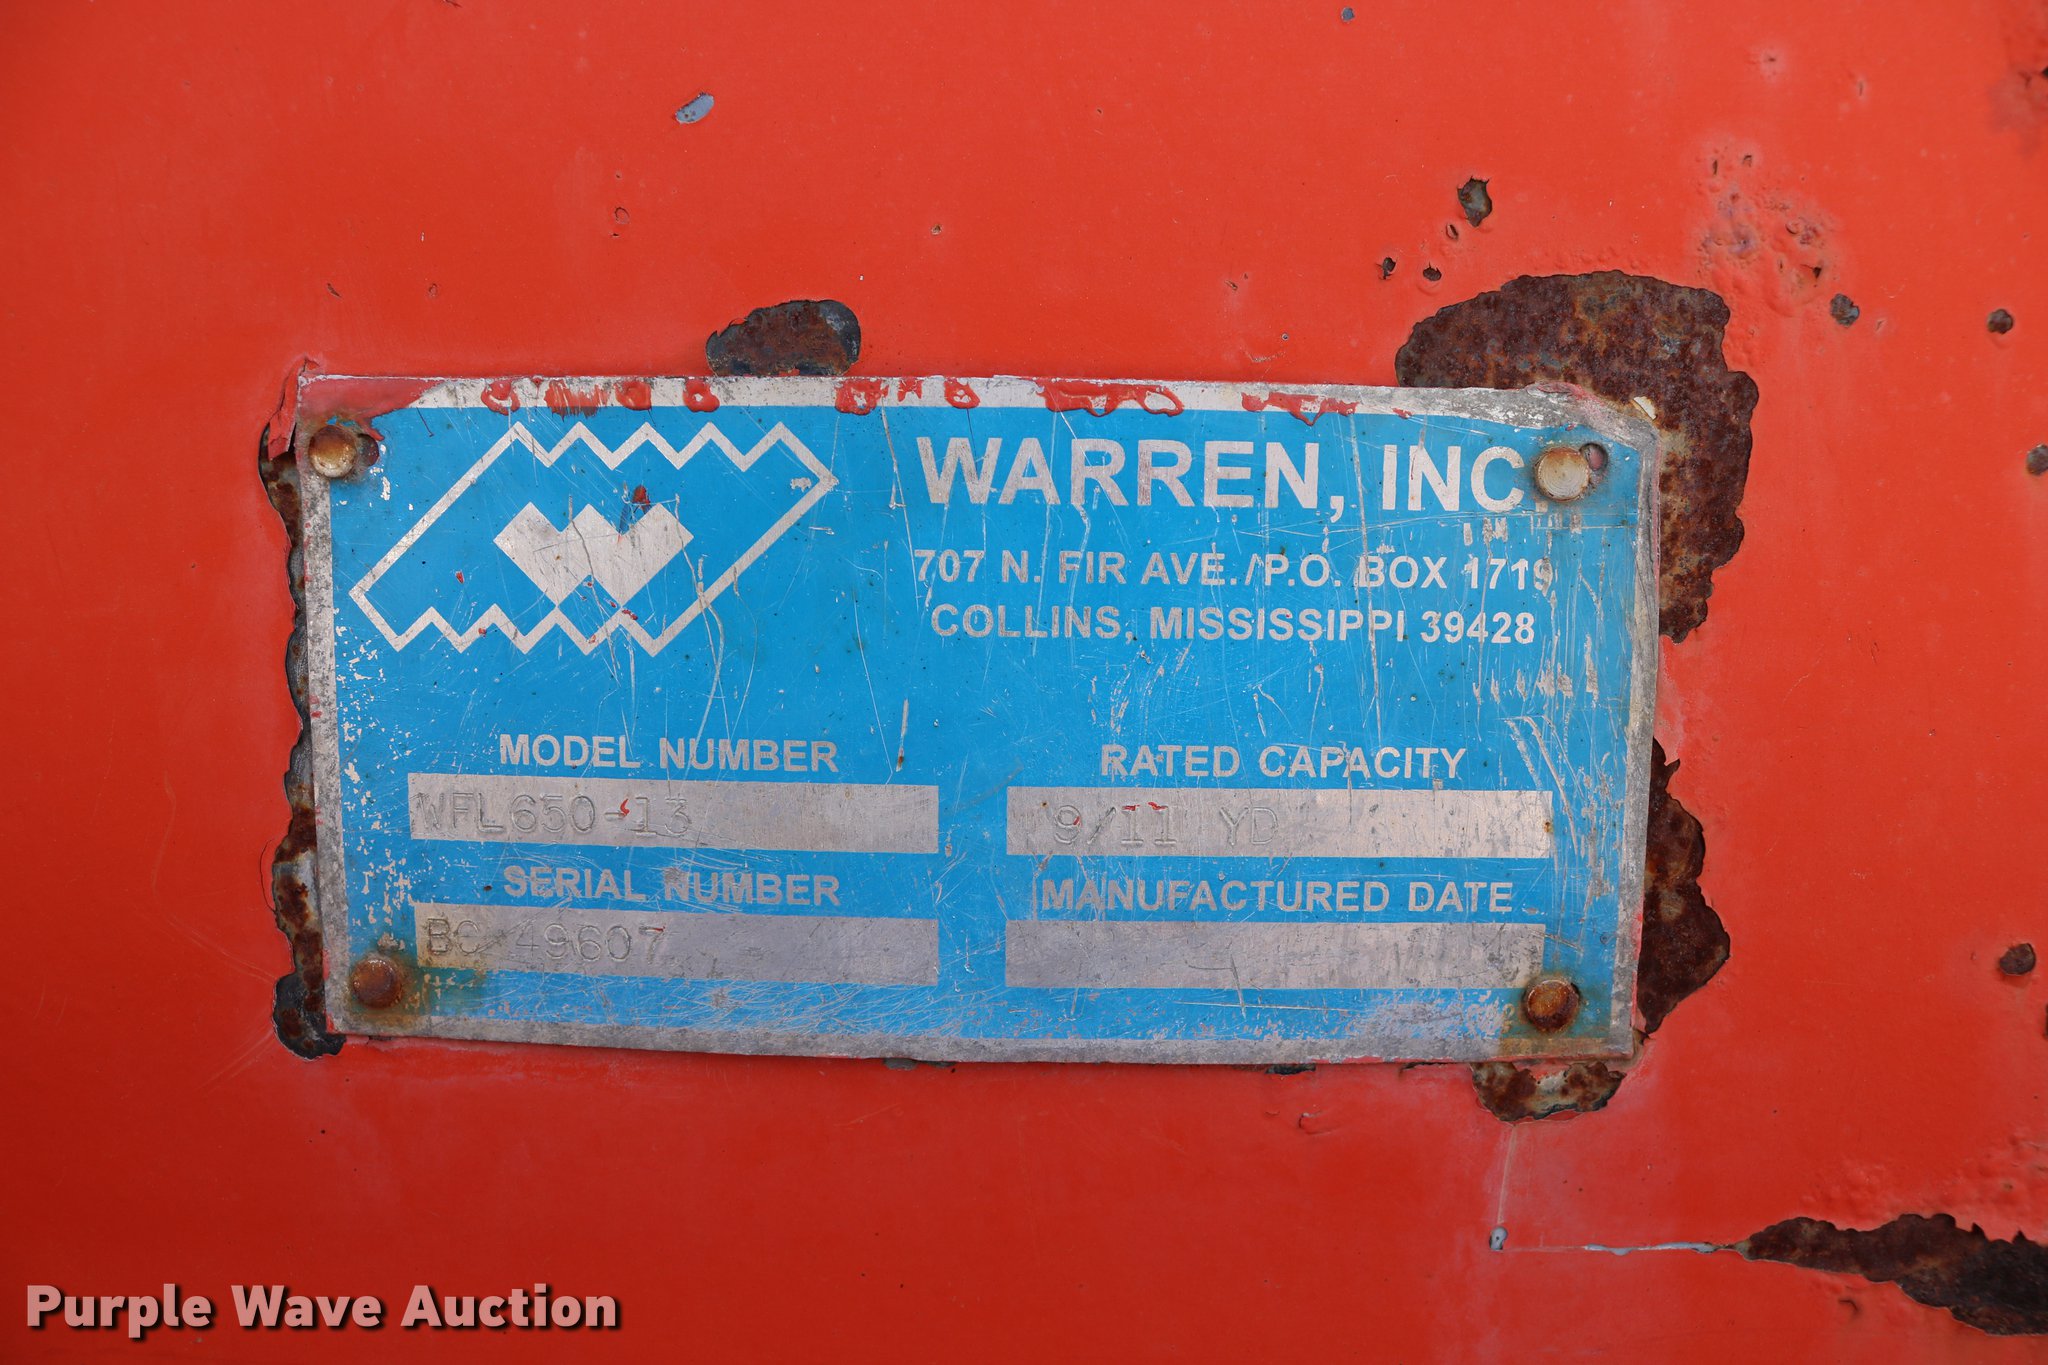 WARREN, INC.
707 N. FIR AVE./P.O. BOX 1719
COLLINS, MISSISSIPPI 39428
MODEL NUMBER
WFL650-13
RATED CAPACITY
9/11 YD
SERIAL NUMBER
BC 49607
MANUFACTURED DATE
Purple Wave Auction